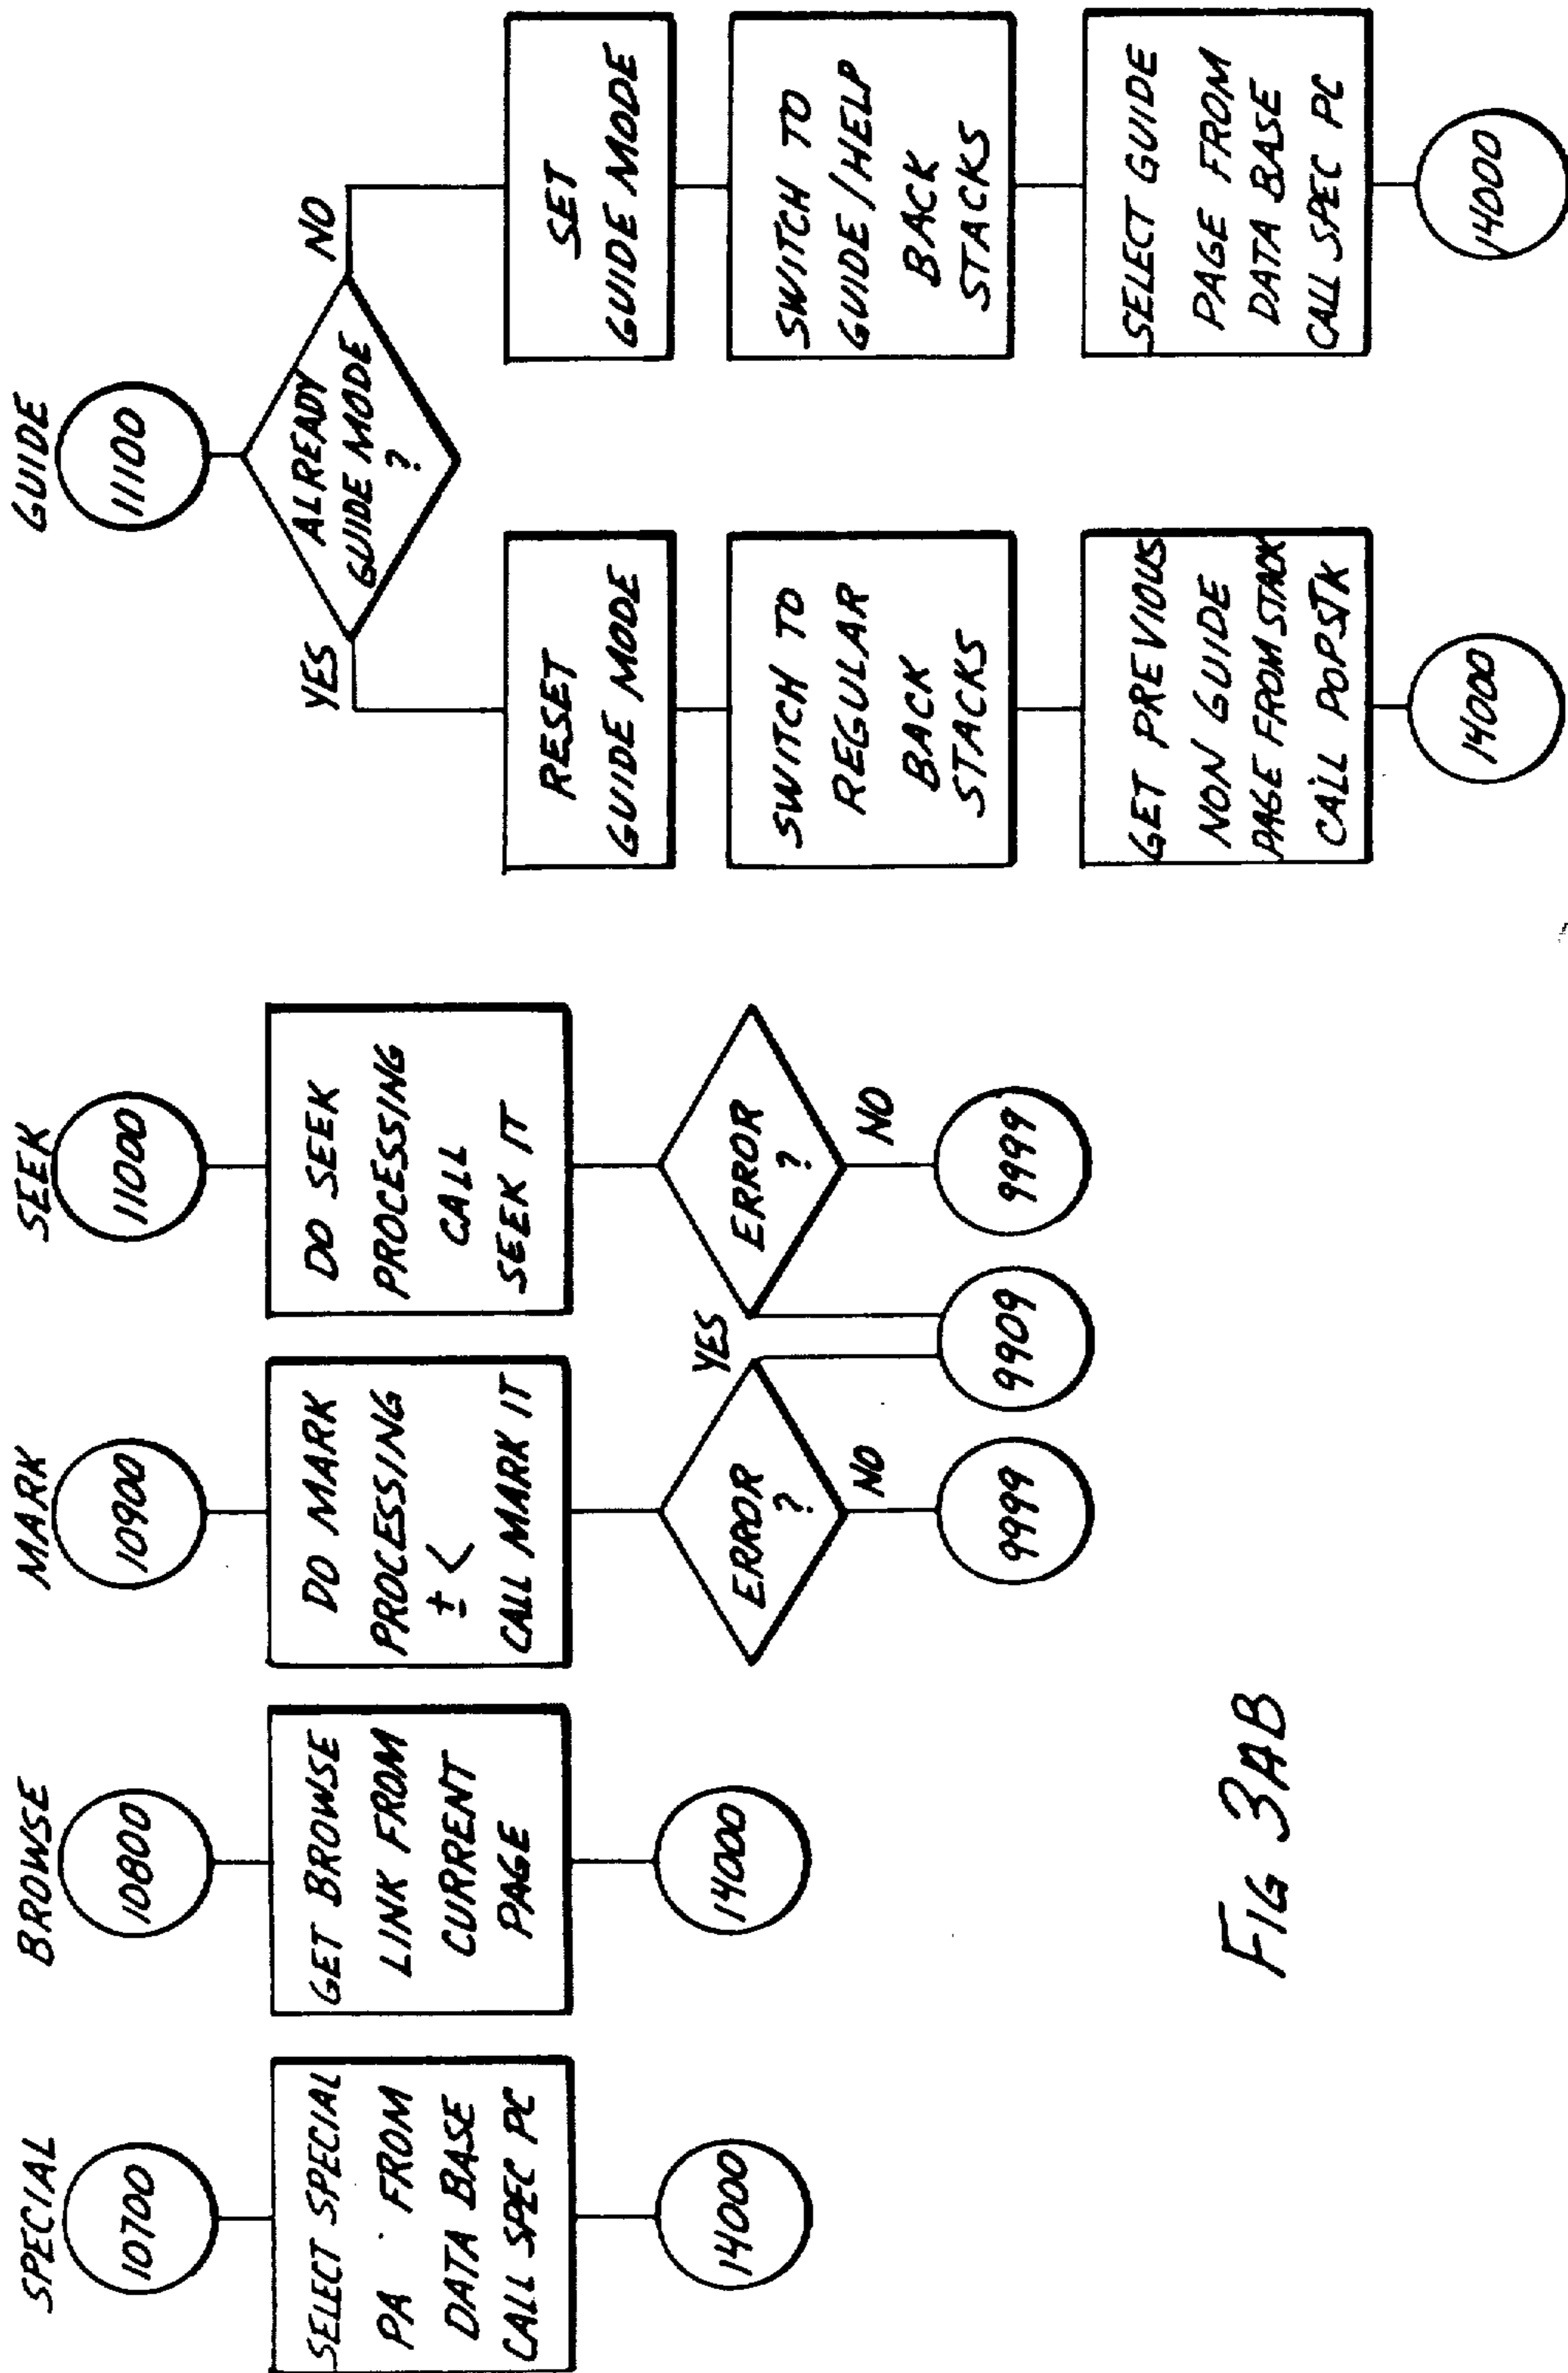 SPECIAL
10700
SELECT SPECIAL
PA FROM
DATA BASE
CALL SPEC PC
14000
BROWSE
10800
GET BROWSE
LINK FROM
CURRENT
PAGE
14000
MARK
10900
DO MARK
PROCESSING
± <
CALL MARK IT
ERROR
?
YES
NO
9999
9909
SEEK
11000
DO SEEK
PROCESSING
CALL
SEEK IT
ERROR
?
NO
9999
GUIDE
11100
ALREADY
GUIDE MODE
?
YES
RESET
GUIDE MODE
SWITCH TO
REGULAR
BACK
STACKS
GET PREVIOUS
NON GUIDE
PAGE FROM STACK
CALL POPSTK
14000
NO
SET
GUIDE MODE
SWITCH TO
GUIDE/HELP
BACK
STACKS
SELECT GUIDE
PAGE FROM
DATA BASE
CALL SPEC PC
14000
FIG 3AB